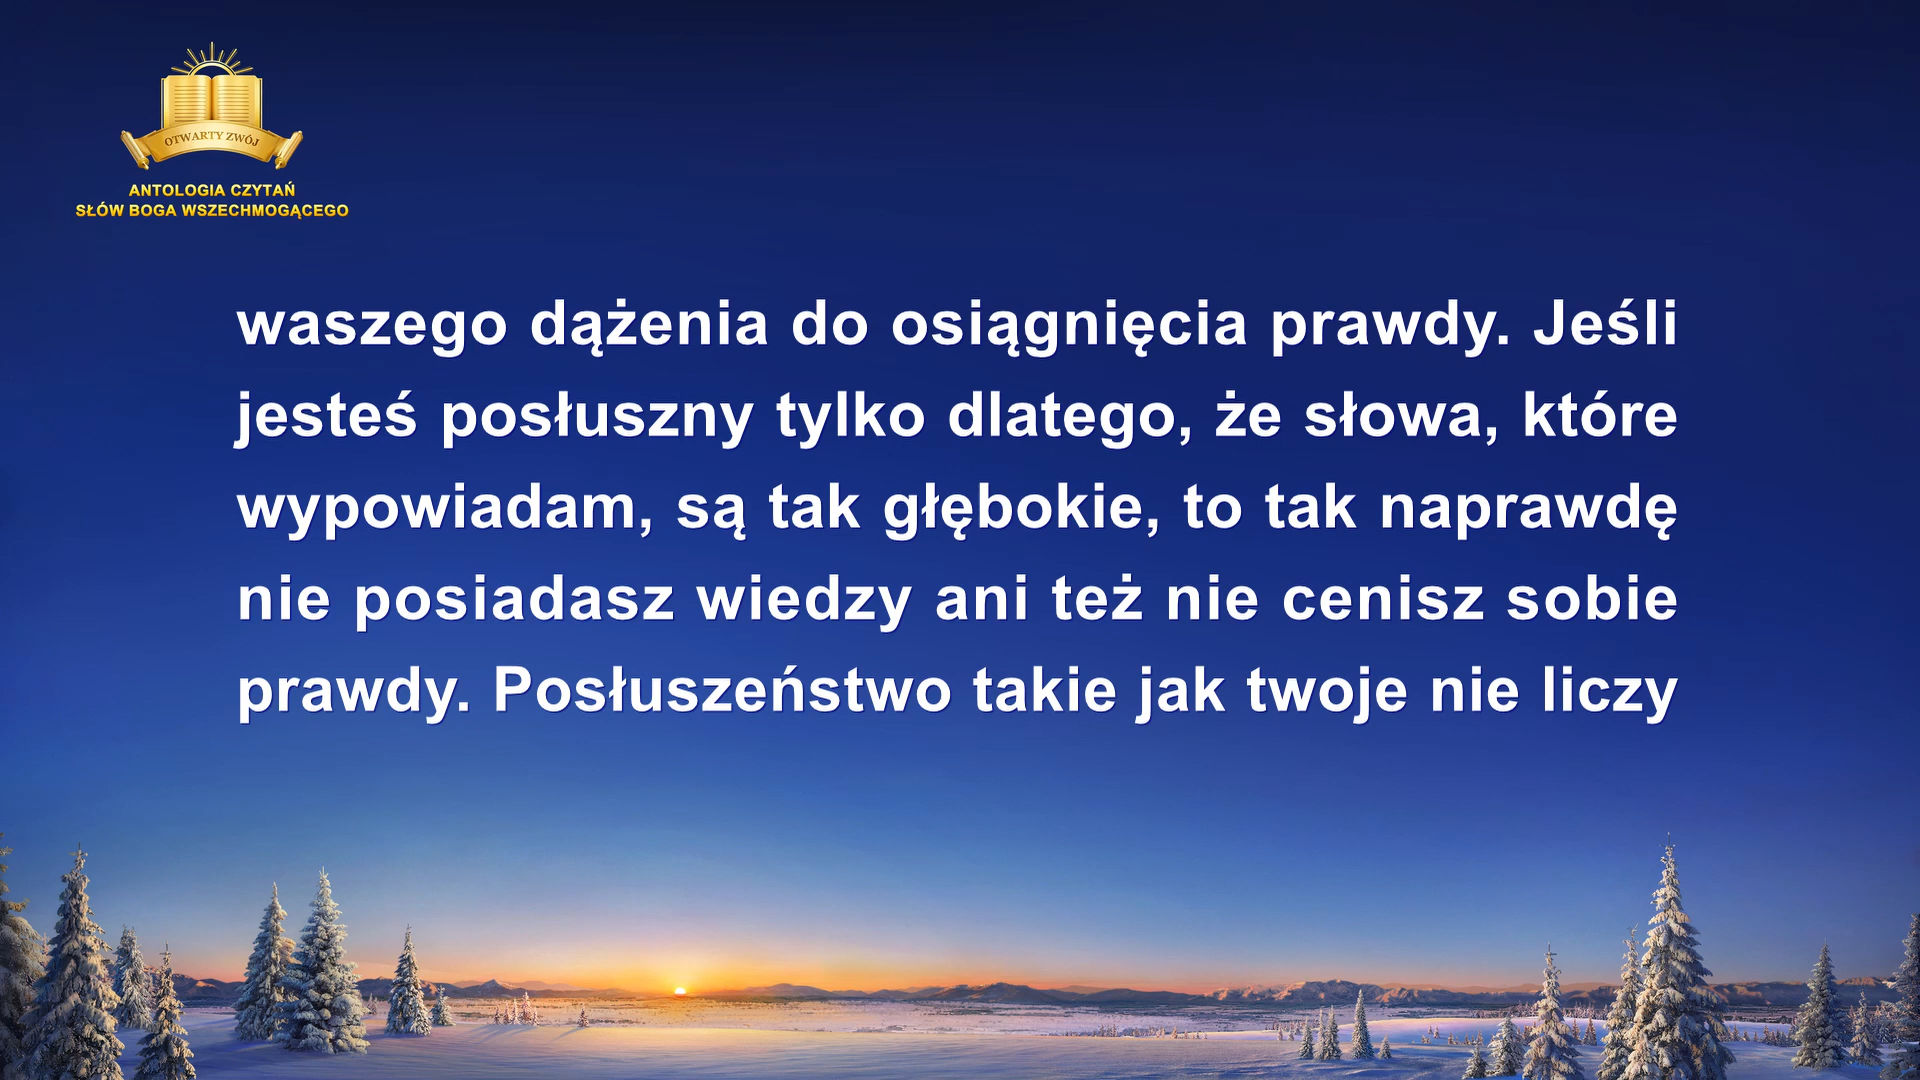 OTWARTY ZWÓJ
ANTOLOGIA CZYTAŃ
SŁÓW BOGA WSZECHMOGĄCEGO
waszego dążenia do osiągnięcia prawdy. Jeśli
jesteś posłuszny tylko dlatego, że słowa, które
wypowiadam, są tak głębokie, to tak naprawdę
nie posiadasz wiedzy ani też nie cenisz sobie
prawdy. Posłuszeństwo takie jak twoje nie liczy